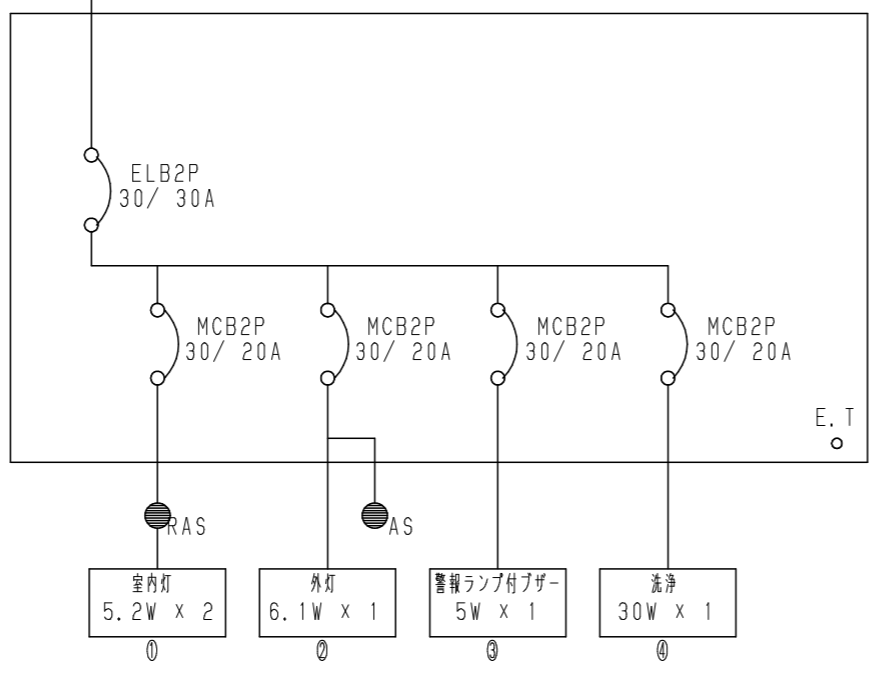 ELB2P
30/ 30A
MCB2P
30/ 20A
MCB2P
30/ 20A
MCB2P
30/ 20A
MCB2P
30/ 20A
E. T
RAS
AS
室内灯
5.2W × 2
①
外灯
6.1W × 1
②
警報ランプ付ブザー
5W × 1
③
洗浄
30W × 1
④